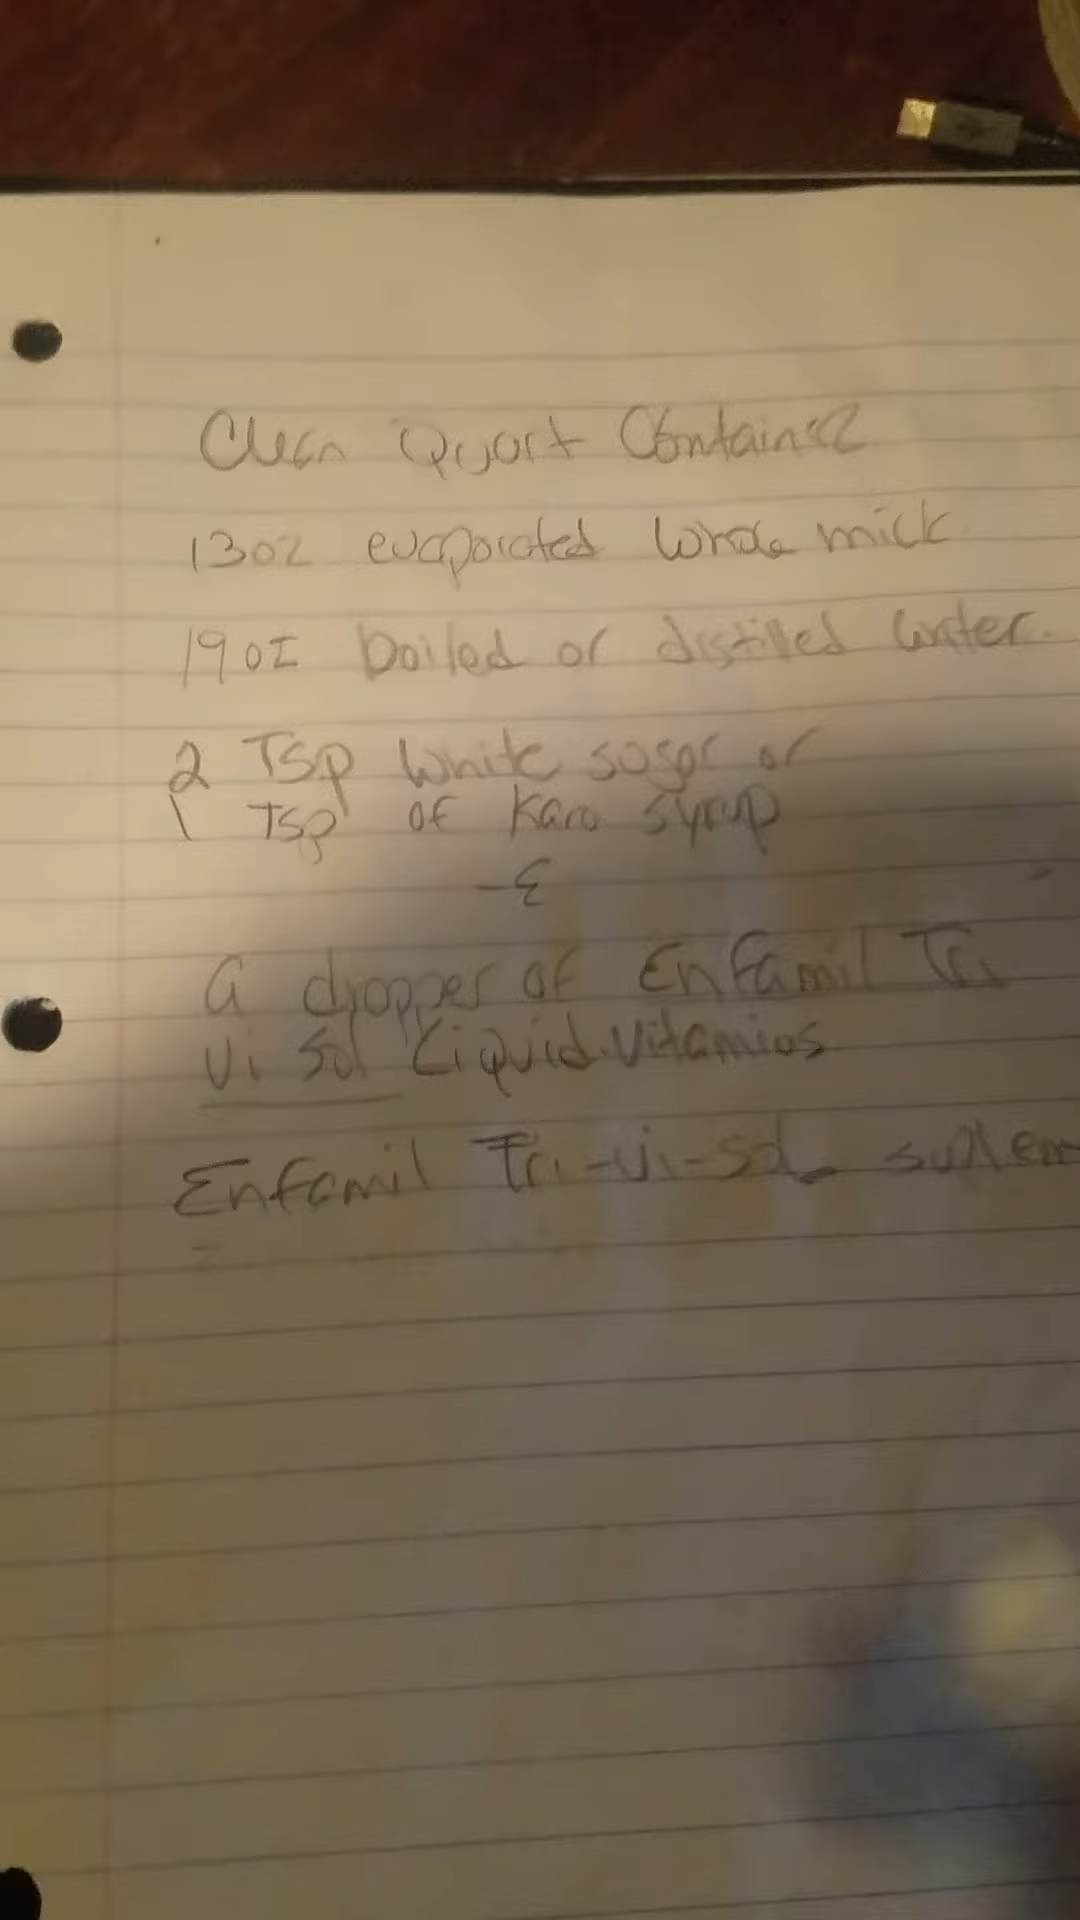 Clean Quart Container
13oz evaporated Whole milk
19oz boiled or distilled water.
2 Tsp White sugar or
1 Tsp of Karo Syrup
-&
a dropper of Enfamil Tri
Vi Sol Liquid Vitamins
Enfamil Tri-Vi-Sol suplem